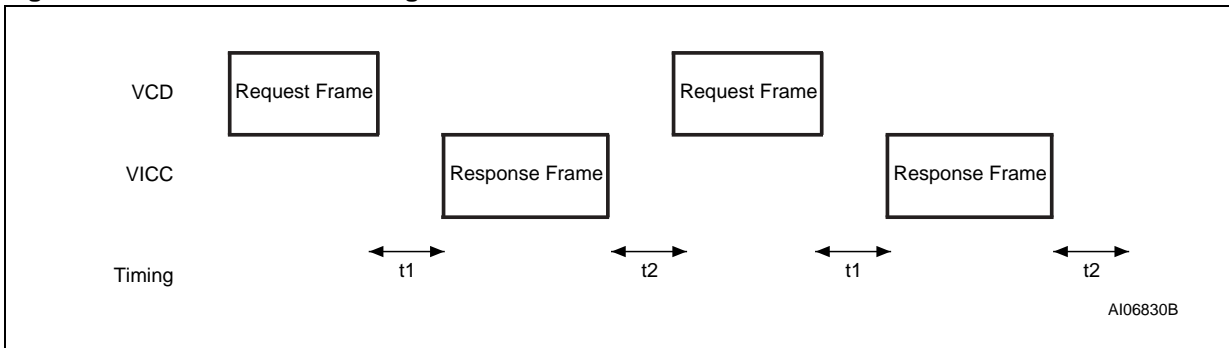 VCD Request Frame Request Frame
VICC Response Frame Response Frame
Timing t1 t2 t1 t2
AI06830B